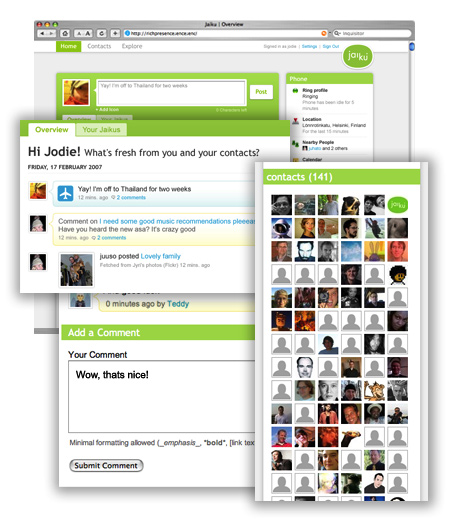 Jaiku | Overview
http://richpresence.ence.enc/
Inquisitor
Home Contacts Explore
Signed in as jodie | Settings | Sign Out
jaiku
Yay! I'm off to Thailand for two weeks
Post
+ Add Icon
Characters left
Phone
Ring profile
Ringing
Phone has been idle for 5 minutes
Location
Lönnrotinkatu, Helsinki, Finland
For the last 15 minutes
Nearby People
juhato and 2 others
Calendar
Overview Your Jaikus
Hi Jodie! What's fresh from you and your contacts?
FRIDAY, 17 FEBRUARY 2007
Yay! I'm off to Thailand for two weeks
12 mins. ago 2 comments
Comment on I need some good music recommendations pleeeas
Have you heard the new asa? It's crazy good
12 mins. ago 2 comments
juuso posted Lovely family
Fetched from Jyri's photos (Flickr) 12 mins. ago
0 minutes ago by Teddy
Add a Comment
Your Comment
Wow, thats nice!
Minimal formatting allowed (_emphasis_, *bold*, [link text
Submit Comment
contacts (141)
jaiku